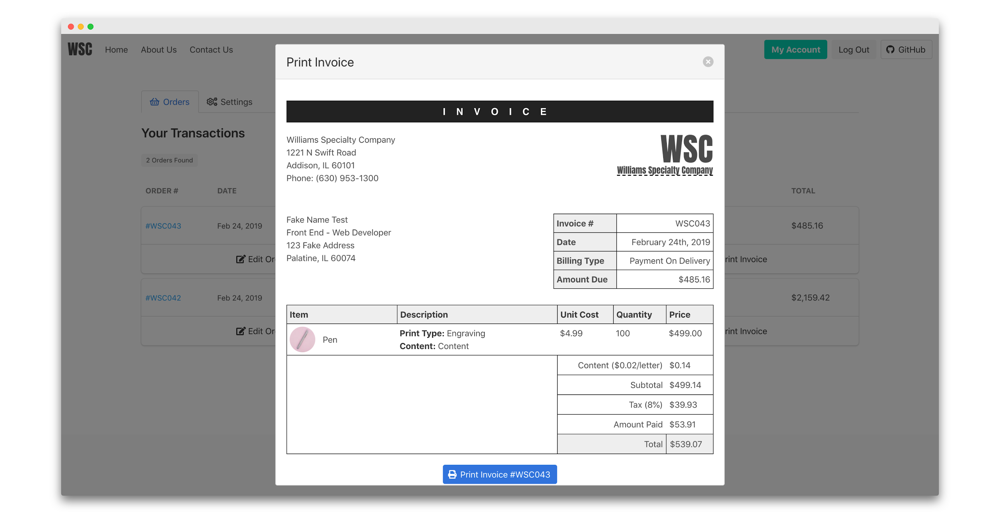 WSC Home About Us Contact Us My Account Log Out GitHub
Print Invoice
Orders Settings
Your Transactions
2 Orders Found
ORDER # DATE TOTAL
#WSC043 Feb 24, 2019 $485.16
Edit Or rint Invoice
#WSC042 Feb 24, 2019 $2,159.42
Edit Or rint Invoice
INVOICE
Williams Specialty Company
1221 N Swift Road
Addison, IL 60101
Phone: (630) 953-1300
WSC
Williams Specialty Company
Fake Name Test
Front End - Web Developer
123 Fake Address
Palatine, IL 60074
Invoice # WSC043
Date February 24th, 2019
Billing Type Payment On Delivery
Amount Due $485.16
Item Description Unit Cost Quantity Price
Pen Print Type: Engraving $4.99 100 $499.00
Content: Content
Content ($0.02/letter) $0.14
Subtotal $499.14
Tax (8%) $39.93
Amount Paid $53.91
Total $539.07
Print Invoice #WSC043